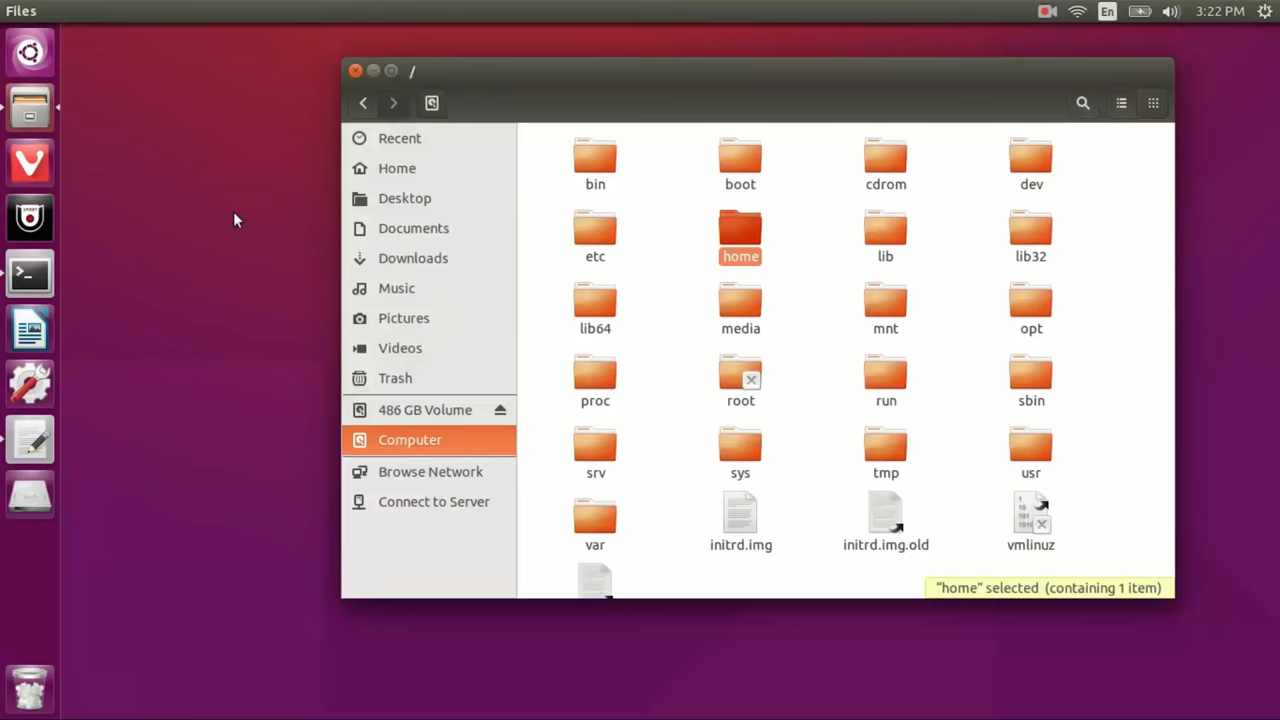 Files
En
3:22 PM
/
Recent
Home
Desktop
Documents
Downloads
Music
Pictures
Videos
Trash
486 GB Volume
Computer
Browse Network
Connect to Server
bin
boot
cdrom
dev
etc
home
lib
lib32
lib64
media
mnt
opt
proc
root
run
sbin
srv
sys
tmp
usr
var
initrd.img
initrd.img.old
vmlinuz
"home" selected (containing 1 item)